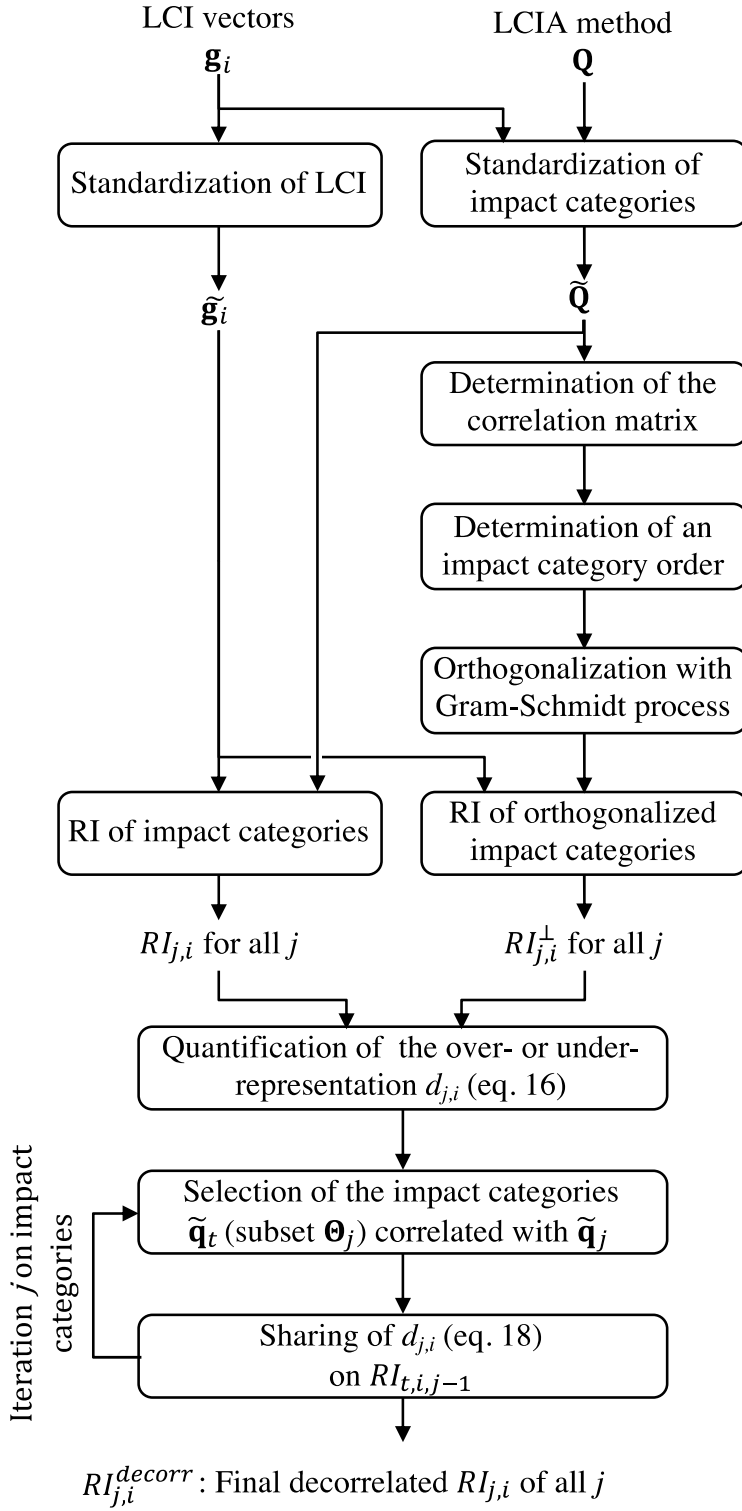 LCI vectors
𝐠ᵢ
LCIA method
𝐐
Standardization of LCI
Standardization of
impact categories
𝐠̃ᵢ
𝐐̃
Determination of the
correlation matrix
Determination of an
impact category order
Orthogonalization with
Gram-Schmidt process
RI of impact categories
RI of orthogonalized
impact categories
RI_{j,i} for all j
RI^{⊥}_{j,i} for all j
Quantification of the over- or under-
representation d_{j,i} (eq. 16)
Iteration j on impact
categories
Selection of the impact categories
𝐪̃_t (subset 𝚯_j) correlated with 𝐪̃_j
Sharing of d_{j,i} (eq. 18)
on RI_{t,i,j−1}
RI^{decorr}_{j,i} : Final decorrelated RI_{j,i} of all j